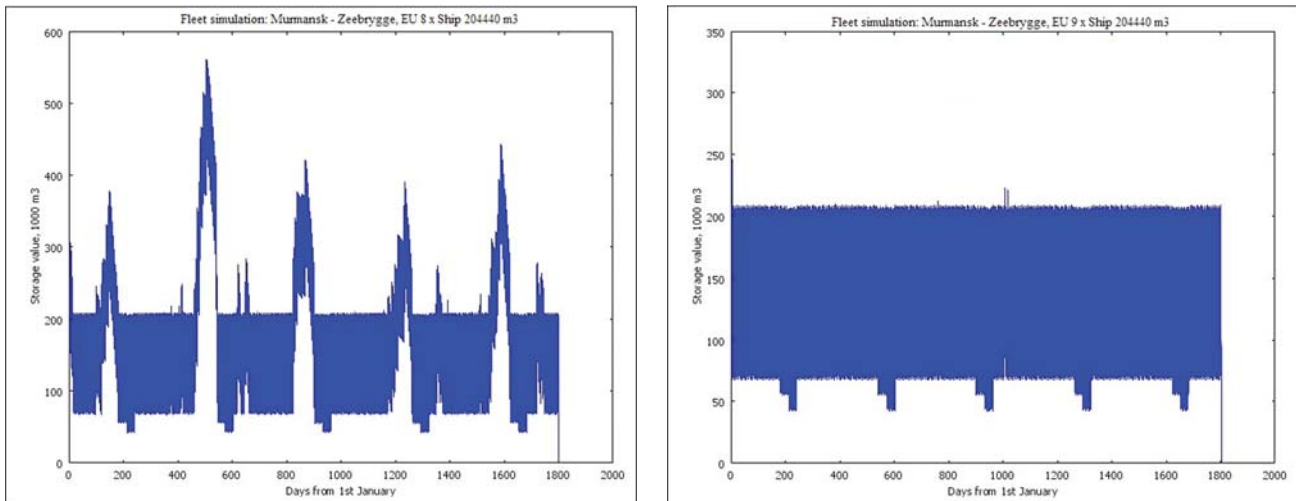 Fleet simulation: Murmansk - Zeebrygge, EU 8 x Ship 204440 m3
600
500
400
300
200
100
0
Storage value, 1000 m3
0 200 400 600 800 1000 1200 1400 1600 1800 2000
Days from 1st January
Fleet simulation: Murmansk - Zeebrygge, EU 9 x Ship 204440 m3
350
300
250
200
150
100
50
0
Storage value, 1000 m3
0 200 400 600 800 1000 1200 1400 1600 1800 2000
Days from 1st January